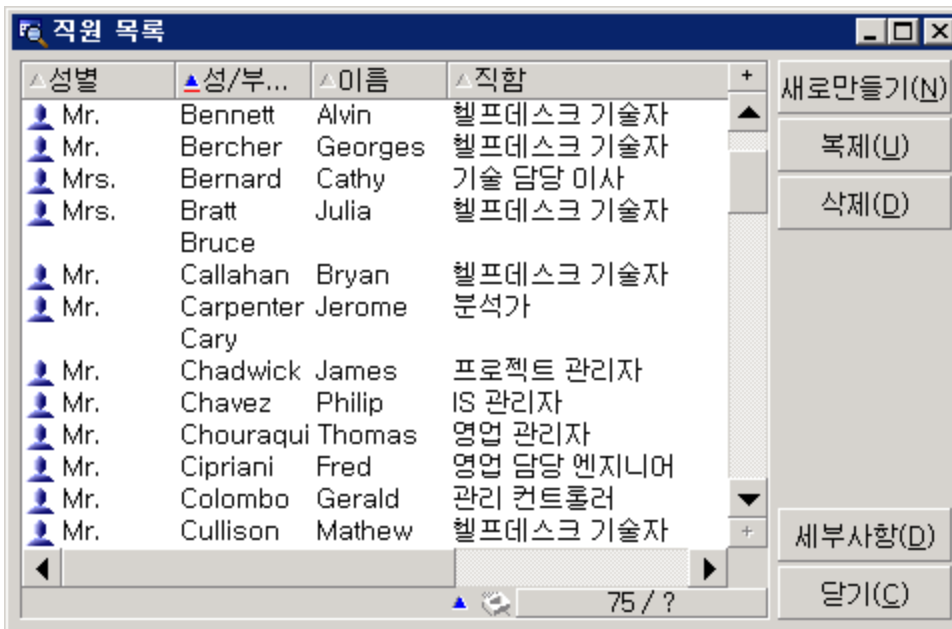 직원 목록
성별 성/부... 이름 직함 +
Mr. Bennett Alvin 헬프데스크 기술자
Mr. Bercher Georges 헬프데스크 기술자
Mrs. Bernard Cathy 기술 담당 이사
Mrs. Bratt Julia 헬프데스크 기술자
Bruce
Mr. Callahan Bryan 헬프데스크 기술자
Mr. Carpenter Jerome 분석가
Cary
Mr. Chadwick James 프로젝트 관리자
Mr. Chavez Philip IS 관리자
Mr. Chouraqui Thomas 영업 관리자
Mr. Cipriani Fred 영업 담당 엔지니어
Mr. Colombo Gerald 관리 컨트롤러
Mr. Cullison Mathew 헬프데스크 기술자 +
75 / ?
새로만들기(N)
복제(U)
삭제(D)
세부사항(D)
닫기(C)